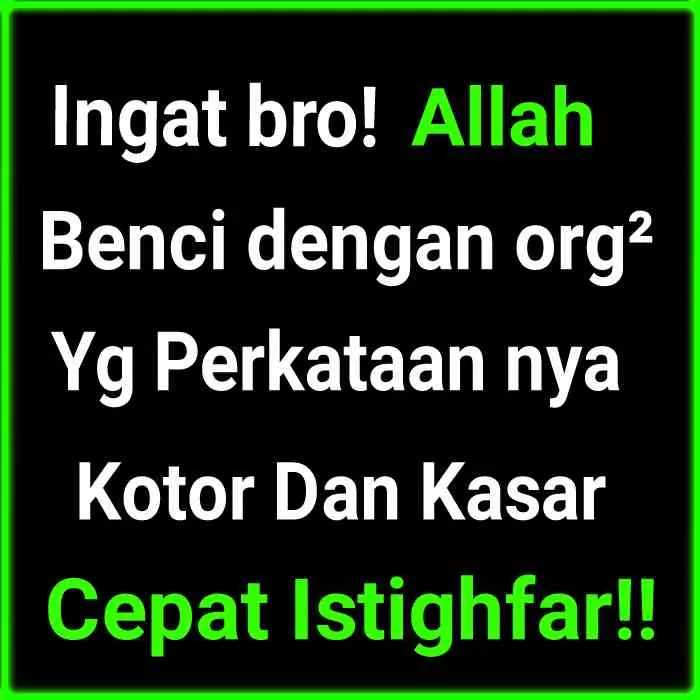 Ingat bro! Allah
Benci dengan org²
Yg Perkataan nya
Kotor Dan Kasar
Cepat Istighfar!!